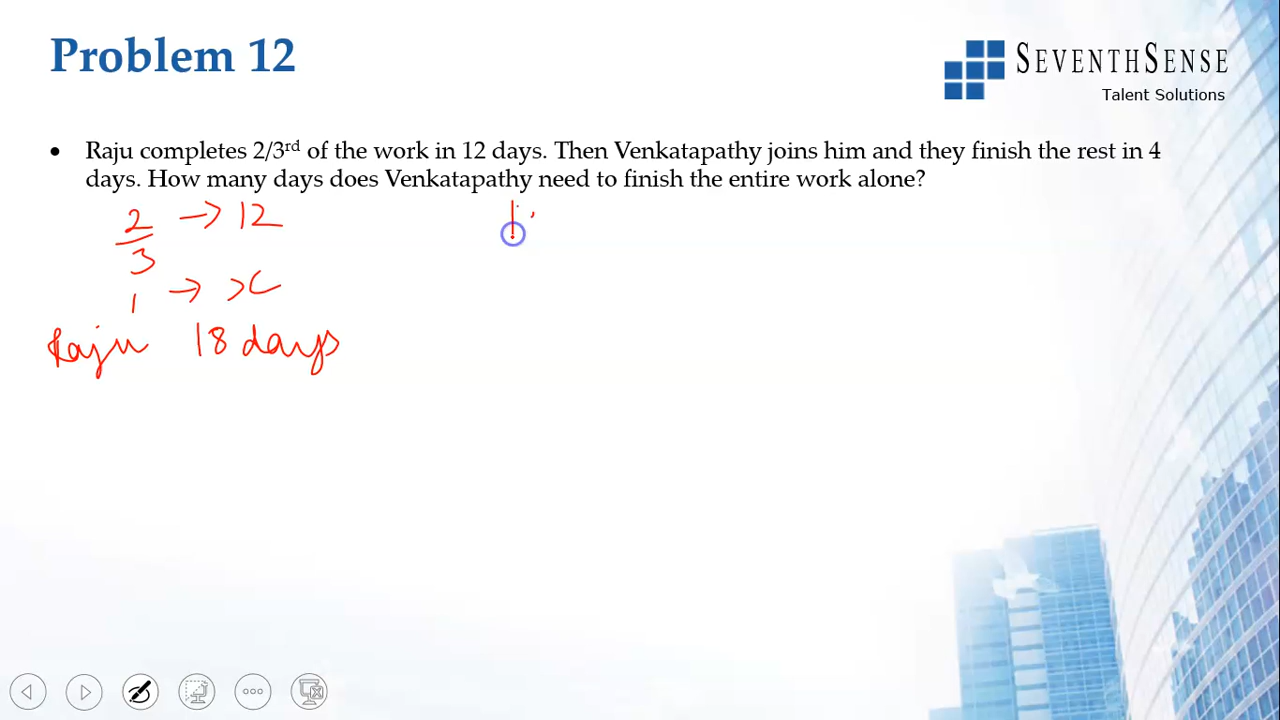 Problem 12
SEVENTHSENSE
Talent Solutions
• Raju completes 2/3rd of the work in 12 days. Then Venkatapathy joins him and they finish the rest in 4
days. How many days does Venkatapathy need to finish the entire work alone?
2/3 → 12
1 → x
Raju 18 days